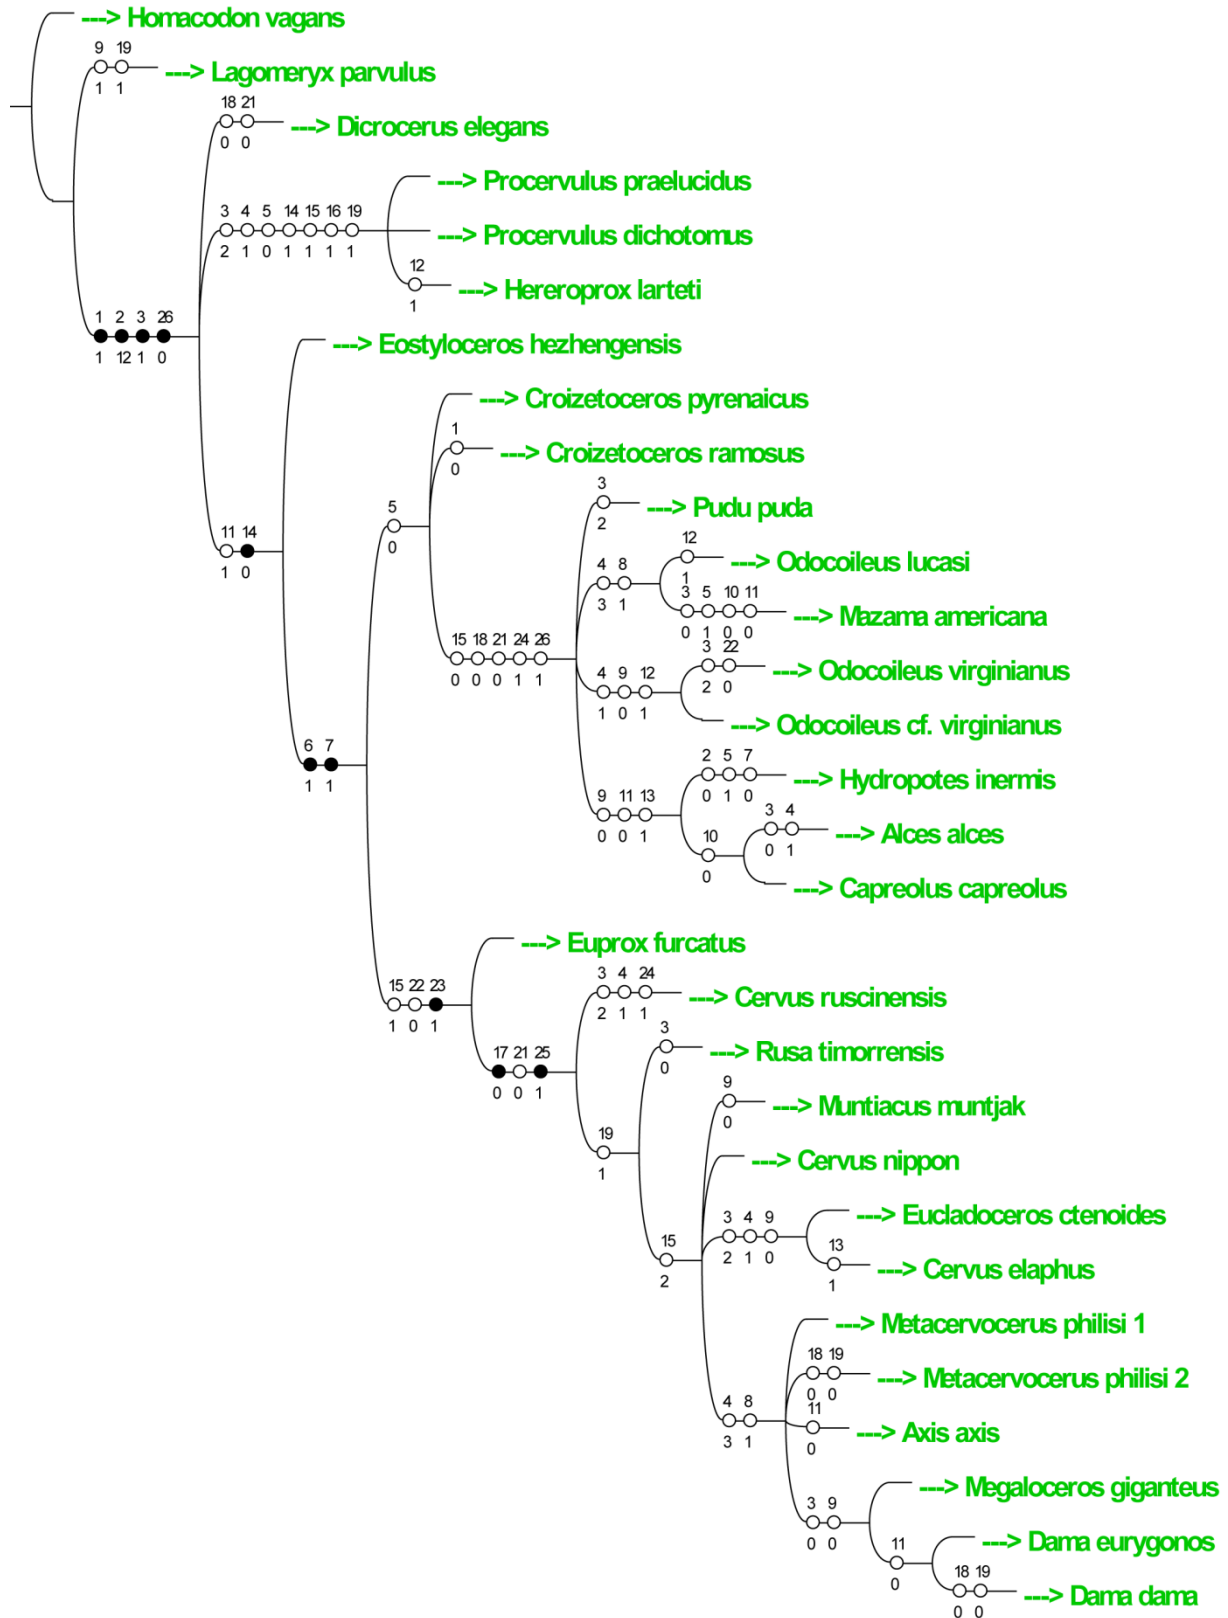 ---> Homacodon vagans
9 19
---> Lagomeryx parvulus
1 1
18 21
---> Dicrocerus elegans
0 0
---> Procervulus praelucidus
3 4 5 14 15 16 19
---> Procervulus dichotomus
2 1 0 1 1 1 1
12
---> Hereroprox larteti
1
1 2 3 26
---> Eostyloceros hezhengensis
1 12 1 0
---> Croizetoceros pyrenaicus
1
---> Croizetoceros ramosus
0
3
---> Pudu puda
2
5
0
11 14
1 0
12
---> Odocoileus lucasi
1
4 8
3 1
3 5 10 11
---> Mazama americana
0 1 0 0
15 18 21 24 26
0 0 0 1 1
3 22
---> Odocoileus virginianus
2 0
4 9 12
1 0 1
---> Odocoileus cf. virginianus
6 7
1 1
2 5 7
---> Hydropotes inermis
0 1 0
9 11 13
0 0 1
3 4
---> Alces alces
0 1
10
0
---> Capreolus capreolus
---> Euprox furcatus
15 22 23
1 0 1
3 4 24
---> Cervus ruscinensis
2 1 1
3
---> Rusa timorrensis
0
17 21 25
0 0 1
9
---> Muntiacus muntjak
0
19
1
---> Cervus nippon
---> Eucladoceros ctenoides
3 4 9
2 1 0
15
2
13
---> Cervus elaphus
1
---> Metacervocerus philisi 1
18 19
---> Metacervocerus philisi 2
0 0
4 8
3 1
11
---> Axis axis
0
---> Megaloceros giganteus
3 9
0 0
---> Dama eurygonos
11
0
18 19
---> Dama dama
0 0